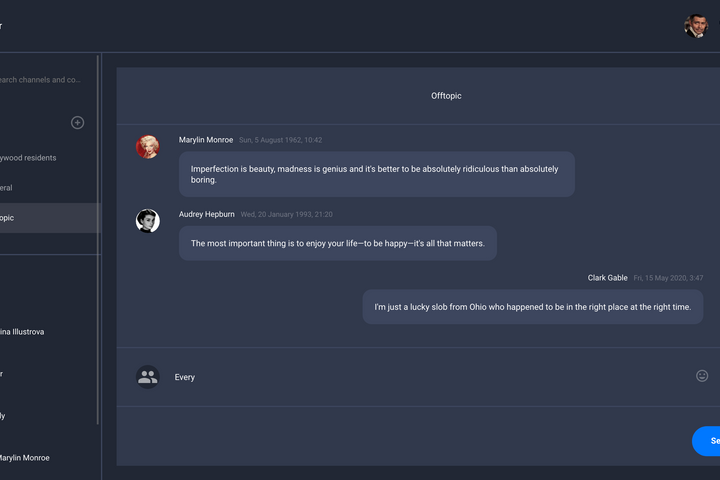 r
earch channels and co...
ywood residents
eral
opic
ina Illustrova
r
ly
Marylin Monroe
Offtopic
Marylin Monroe Sun, 5 August 1962, 10:42
Imperfection is beauty, madness is genius and it's better to be absolutely ridiculous than absolutely
boring.
Audrey Hepburn Wed, 20 January 1993, 21:20
The most important thing is to enjoy your life—to be happy—it's all that matters.
Clark Gable Fri, 15 May 2020, 3:47
I'm just a lucky slob from Ohio who happened to be in the right place at the right time.
Every
Se